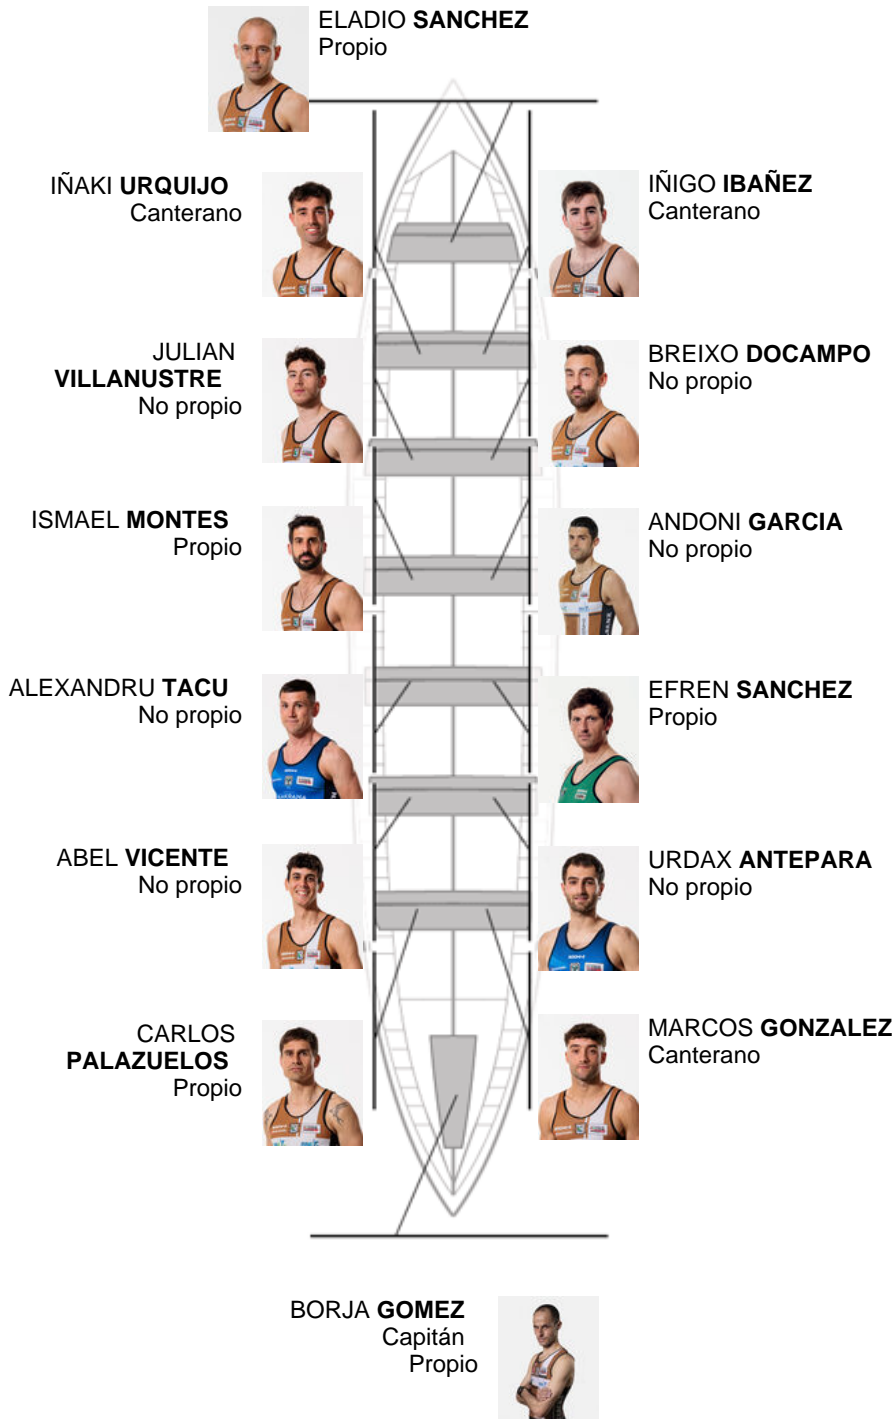 ELADIO SANCHEZ
Propio
IÑAKI URQUIJO
Canterano
IÑIGO IBAÑEZ
Canterano
JULIAN
VILLANUSTRE
No propio
BREIXO DOCAMPO
No propio
ISMAEL MONTES
Propio
ANDONI GARCIA
No propio
ALEXANDRU TACU
No propio
EFREN SANCHEZ
Propio
ABEL VICENTE
No propio
URDAX ANTEPARA
No propio
CARLOS
PALAZUELOS
Propio
MARCOS GONZALEZ
Canterano
BORJA GOMEZ
Capitán
Propio